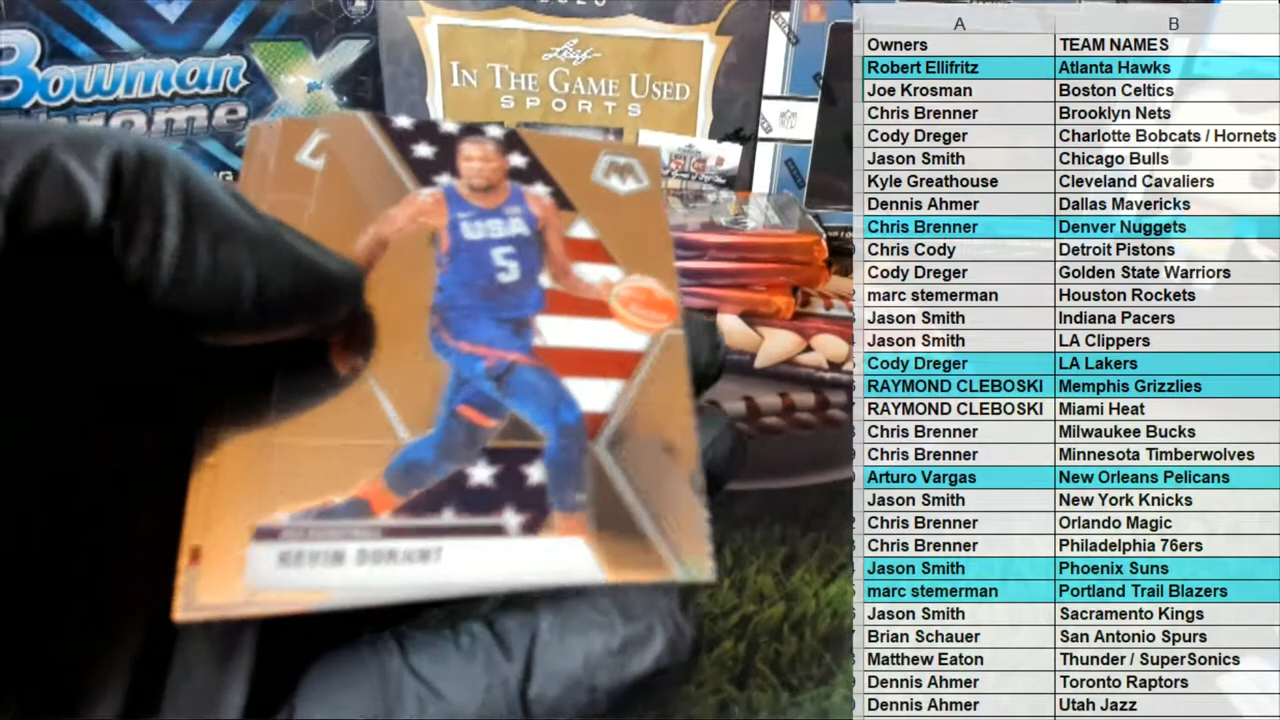 2020
Leaf
IN THE GAME USED
SPORTS
Bowman
Chrome
X
NFL
USA
5
KEVIN DURANT
A B
Owners TEAM NAMES
Robert Ellifritz Atlanta Hawks
Joe Krosman Boston Celtics
Chris Brenner Brooklyn Nets
Cody Dreger Charlotte Bobcats / Hornets
Jason Smith Chicago Bulls
Kyle Greathouse Cleveland Cavaliers
Dennis Ahmer Dallas Mavericks
Chris Brenner Denver Nuggets
Chris Cody Detroit Pistons
Cody Dreger Golden State Warriors
marc stemerman Houston Rockets
Jason Smith Indiana Pacers
Jason Smith LA Clippers
Cody Dreger LA Lakers
RAYMOND CLEBOSKI Memphis Grizzlies
RAYMOND CLEBOSKI Miami Heat
Chris Brenner Milwaukee Bucks
Chris Brenner Minnesota Timberwolves
Arturo Vargas New Orleans Pelicans
Jason Smith New York Knicks
Chris Brenner Orlando Magic
Chris Brenner Philadelphia 76ers
Jason Smith Phoenix Suns
marc stemerman Portland Trail Blazers
Jason Smith Sacramento Kings
Brian Schauer San Antonio Spurs
Matthew Eaton Thunder / SuperSonics
Dennis Ahmer Toronto Raptors
Dennis Ahmer Utah Jazz